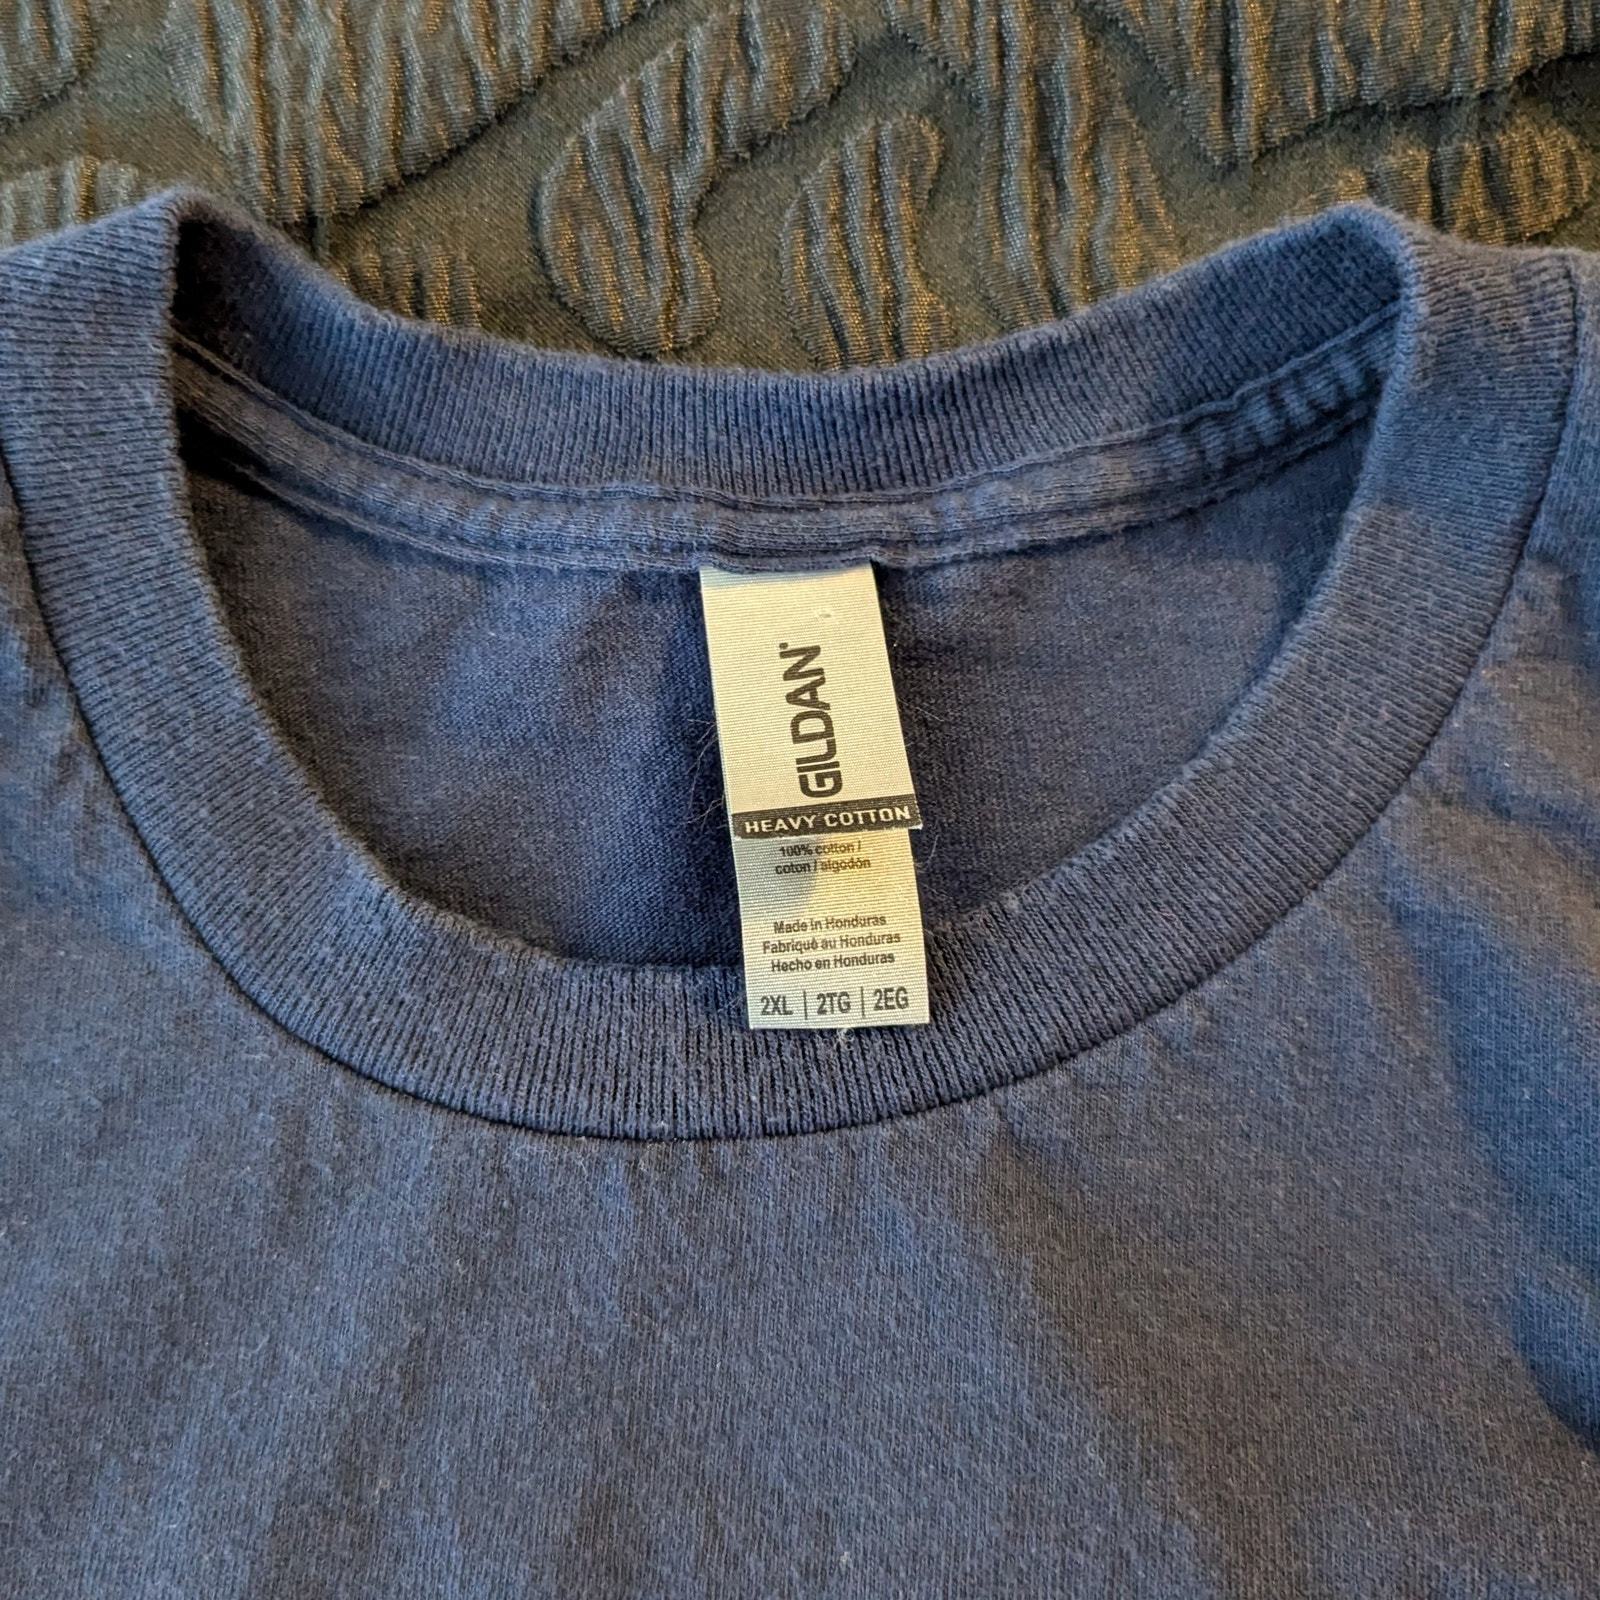 GILDAN®
HEAVY COTTON
100% cotton /
coton / algodón
Made in Honduras
Fabriqué au Honduras
Hecho en Honduras
2XL | 2TG | 2EG